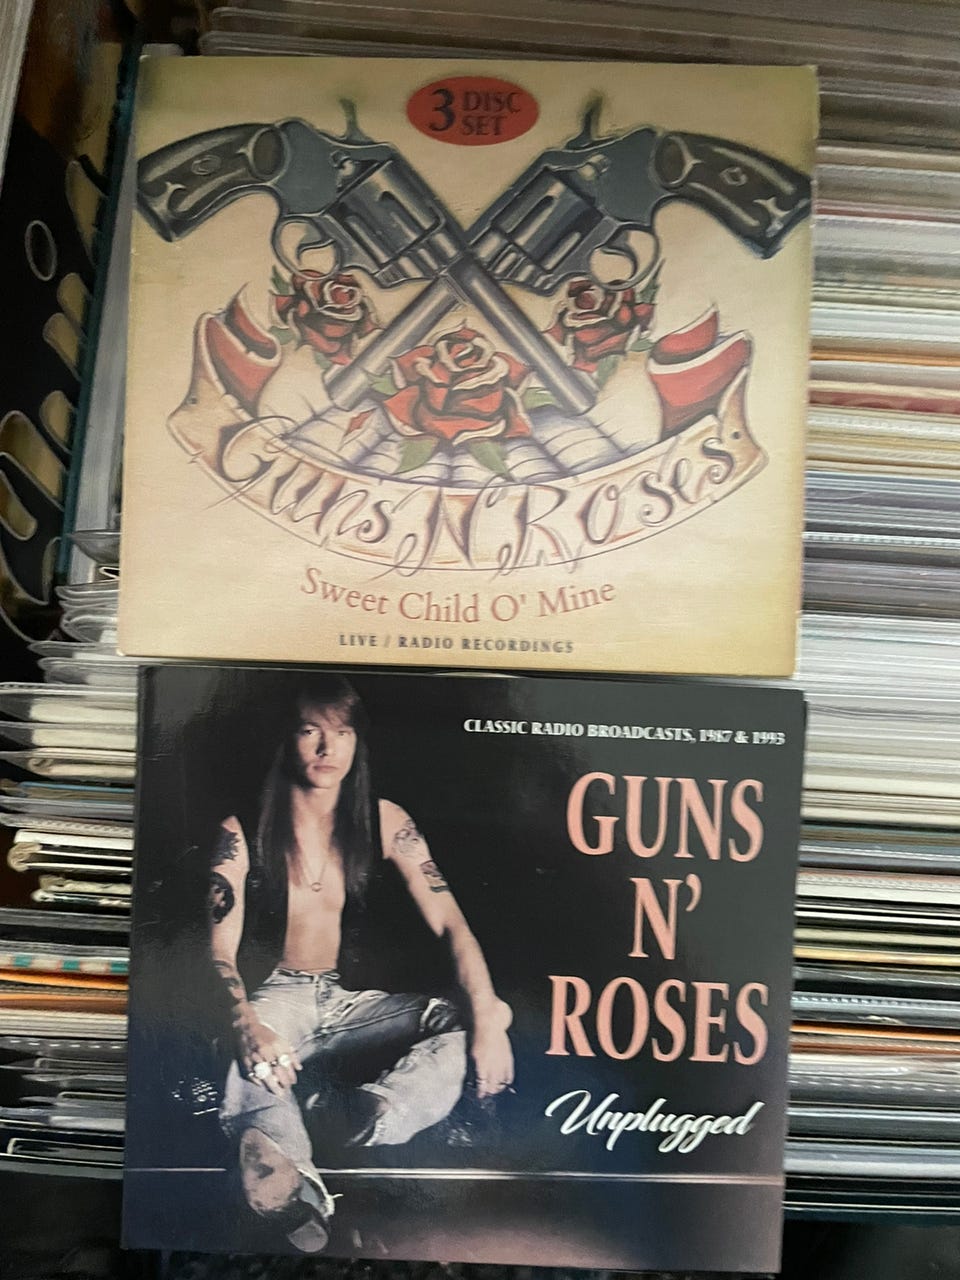 3 DISC
SET
Guns N' Roses
Sweet Child O' Mine
LIVE / RADIO RECORDINGS
CLASSIC RADIO BROADCASTS, 1987 & 1993
GUNS
N'
ROSES
Unplugged